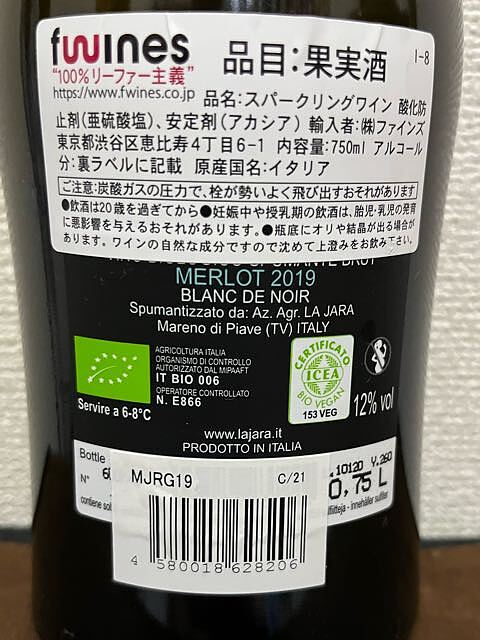 fwines
"100%リーファー主義"
https://www.fwines.co.jp
品目:果実酒
I-8
品名:スパークリングワイン 酸化防
止剤(亜硫酸塩)、安定剤(アカシア) 輸入者:㈱ファインズ
東京都渋谷区恵比寿4丁目6-1 内容量:750ml アルコール
分:裏ラベルに記載 原産国名:イタリア
ご注意:炭酸ガスの圧力で、栓が勢いよく飛び出すおそれがあります
●飲酒は20歳を過ぎてから●妊娠中や授乳期の飲酒は、胎児・乳児の発育
に悪影響を与えるおそれがあります。●瓶底にオリや結晶が出る場合が
あります。ワインの自然な成分ですので沈めて上澄みをお飲み下さい。
BRUT
MERLOT 2019
BLANC DE NOIR
Spumantizzato da: Az. Agr. LA JARA
Mareno di Piave (TV) ITALY
AGRICOLTURA ITALIA
ORGANISMO DI CONTROLLO
AUTORIZZATO DAL MIPAAFT
IT BIO 006
OPERATORE CONTROLLATO
N. E866
CERTIFICATO
ICEA
BIO VEGAN
153 VEG
12% vol
Servire a 6-8°C
www.lajara.it
PRODOTTO IN ITALIA
Bottle
N°
.10120 Y.260
0,75 L
contiene sol
- innehåller sulfiter
MJRG19 C/21
4 580018 628206